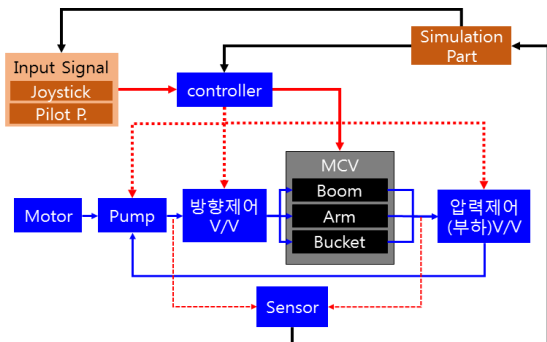 Simulation
Part
Input Signal
Joystick
Pilot P.
controller
MCV
Boom
Arm
Bucket
Motor
Pump
방향제어
V/V
압력제어
(부하)V/V
Sensor